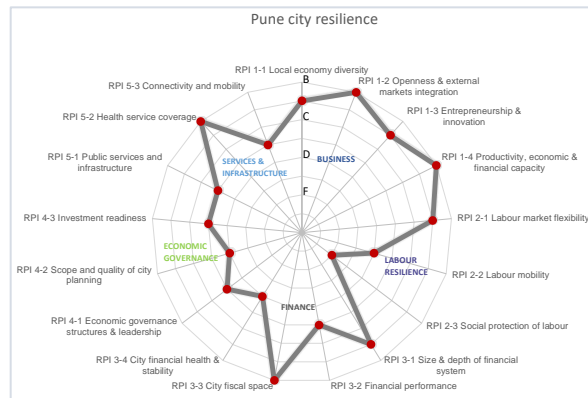 Pune city resilience
RPI 1-1 Local economy diversity
B
RPI 1-2 Openness & external
markets integration
RPI 1-3 Entrepreneurship &
innovation
RPI 1-4 Productivity, economic &
financial capacity
RPI 2-1 Labour market flexibility
RPI 2-2 Labour mobility
RPI 2-3 Social protection of labour
RPI 3-1 Size & depth of financial
system
RPI 3-2 Financial performance
RPI 3-3 City fiscal space
RPI 3-4 City financial health &
stability
RPI 4-1 Economic governance
structures & leadership
RPI 4-2 Scope and quality of city
planning
RPI 4-3 Investment readiness
RPI 5-1 Public services and
infrastructure
RPI 5-2 Health service coverage
RPI 5-3 Connectivity and mobility
C
D
F
BUSINESS
LABOUR
RESILIENCE
FINANCE
ECONOMIC
GOVERNANCE
SERVICES &
INFRASTRUCTURE